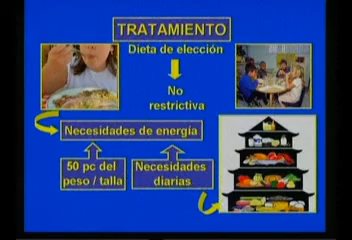 TRATAMIENTO
Dieta de elección
No
restrictiva
Necesidades de energía
50 pc del
peso / talla
Necesidades
diarias